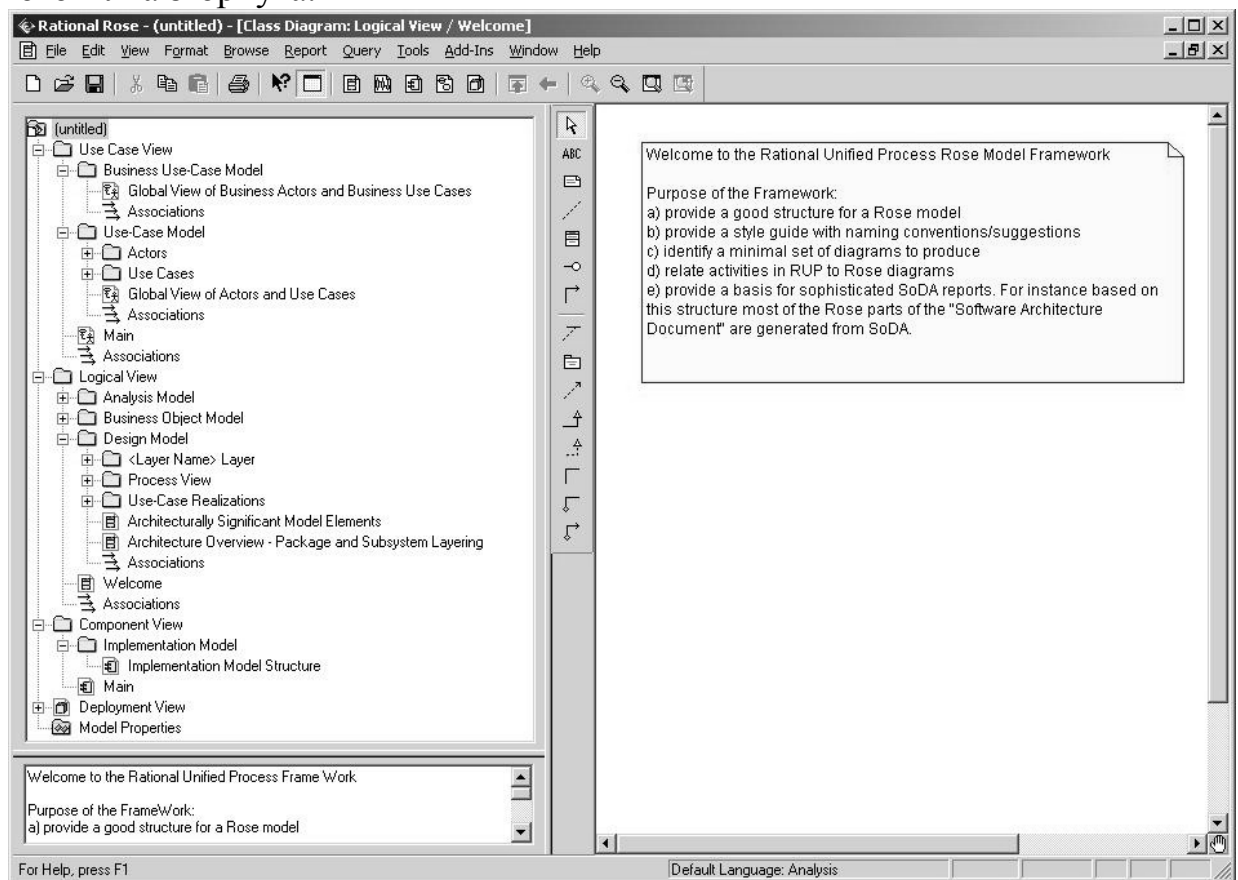 Rational Rose - (untitled) - [Class Diagram: Logical View / Welcome]
File Edit View Format Browse Report Query Tools Add-Ins Window Help
(untitled)
Use Case View
Business Use-Case Model
Global View of Business Actors and Business Use Cases
Associations
Use-Case Model
Actors
Use Cases
Global View of Actors and Use Cases
Associations
Main
Associations
Logical View
Analysis Model
Business Object Model
Design Model
<Layer Name> Layer
Process View
Use-Case Realizations
Architecturally Significant Model Elements
Architecture Overview - Package and Subsystem Layering
Associations
Welcome
Associations
Component View
Implementation Model
Implementation Model Structure
Main
Deployment View
Model Properties
Welcome to the Rational Unified Process Frame Work
Purpose of the FrameWork:
a) provide a good structure for a Rose model
ABC
Welcome to the Rational Unified Process Rose Model Framework
Purpose of the Framework:
a) provide a good structure for a Rose model
b) provide a style guide with naming conventions/suggestions
c) identify a minimal set of diagrams to produce
d) relate activities in RUP to Rose diagrams
e) provide a basis for sophisticated SoDA reports. For instance based on
this structure most of the Rose parts of the "Software Architecture
Document" are generated from SoDA.
For Help, press F1
Default Language: Analysis